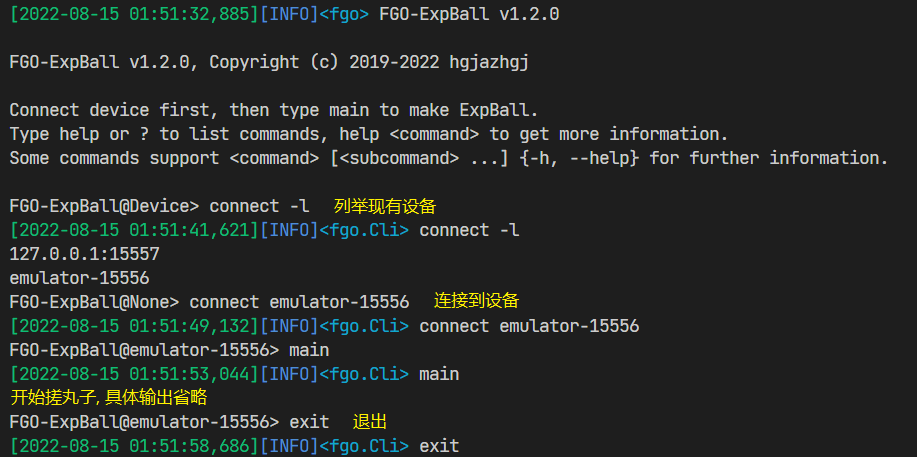 [2022-08-15 01:51:32,885][INFO]<fgo> FGO-ExpBall v1.2.0
FGO-ExpBall v1.2.0, Copyright (c) 2019-2022 hgjazhgj
Connect device first, then type main to make ExpBall.
Type help or ? to list commands, help <command> to get more information.
Some commands support <command> [<subcommand> ...] {-h, --help} for further information.
FGO-ExpBall@Device> connect -l 列举现有设备
[2022-08-15 01:51:41,621][INFO]<fgo.Cli> connect -l
127.0.0.1:15557
emulator-15556
FGO-ExpBall@None> connect emulator-15556 连接到设备
[2022-08-15 01:51:49,132][INFO]<fgo.Cli> connect emulator-15556
FGO-ExpBall@emulator-15556> main
[2022-08-15 01:51:53,044][INFO]<fgo.Cli> main
开始搓丸子, 具体输出省略
FGO-ExpBall@emulator-15556> exit 退出
[2022-08-15 01:51:58,686][INFO]<fgo.Cli> exit